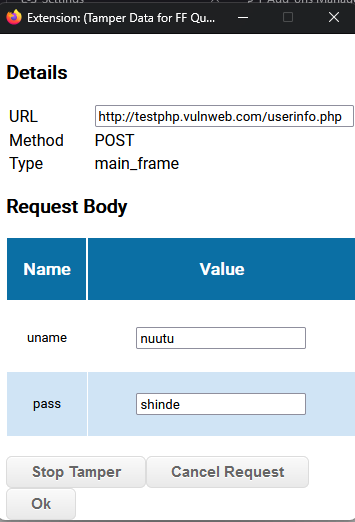 Extension: (Tamper Data for FF Qu...
Details
URL http://testphp.vulnweb.com/userinfo.php
Method POST
Type main_frame
Request Body
Name Value
uname nuutu
pass shinde
Stop Tamper Cancel Request
Ok